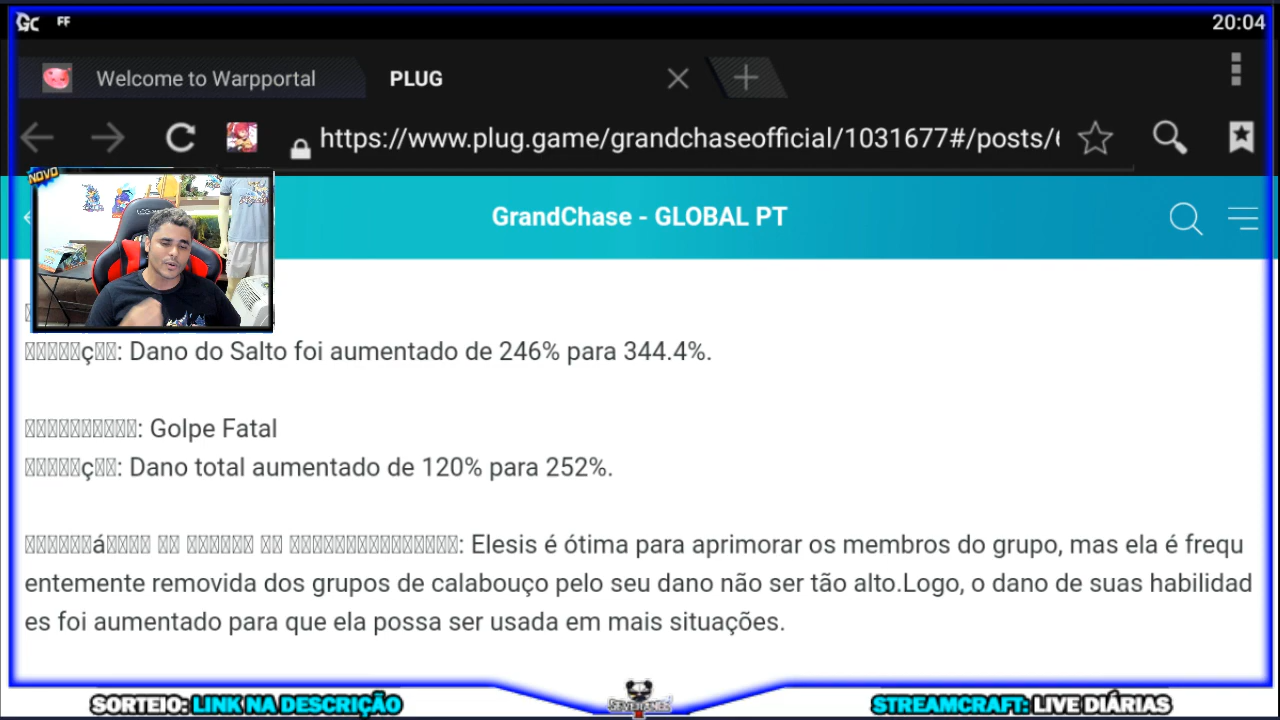 GC FF 20:04
Welcome to Warpportal PLUG
https://www.plug.game/grandchaseofficial/1031677#/posts/
NOVO
GrandChase - GLOBAL PT
ç: Dano do Salto foi aumentado de 246% para 344.4%.
: Golpe Fatal
ç: Dano total aumentado de 120% para 252%.
á: Elesis é ótima para aprimorar os membros do grupo, mas ela é frequ
entemente removida dos grupos de calabouço pelo seu dano não ser tão alto.Logo, o dano de suas habilidad
es foi aumentado para que ela possa ser usada em mais situações.
SORTEIO: LINK NA DESCRIÇÃO
STREAMCRAFT: LIVE DIÁRIAS